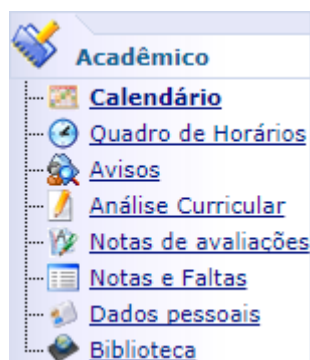 Acadêmico
Calendário
Quadro de Horários
Avisos
Análise Curricular
Notas de avaliações
Notas e Faltas
Dados pessoais
Biblioteca